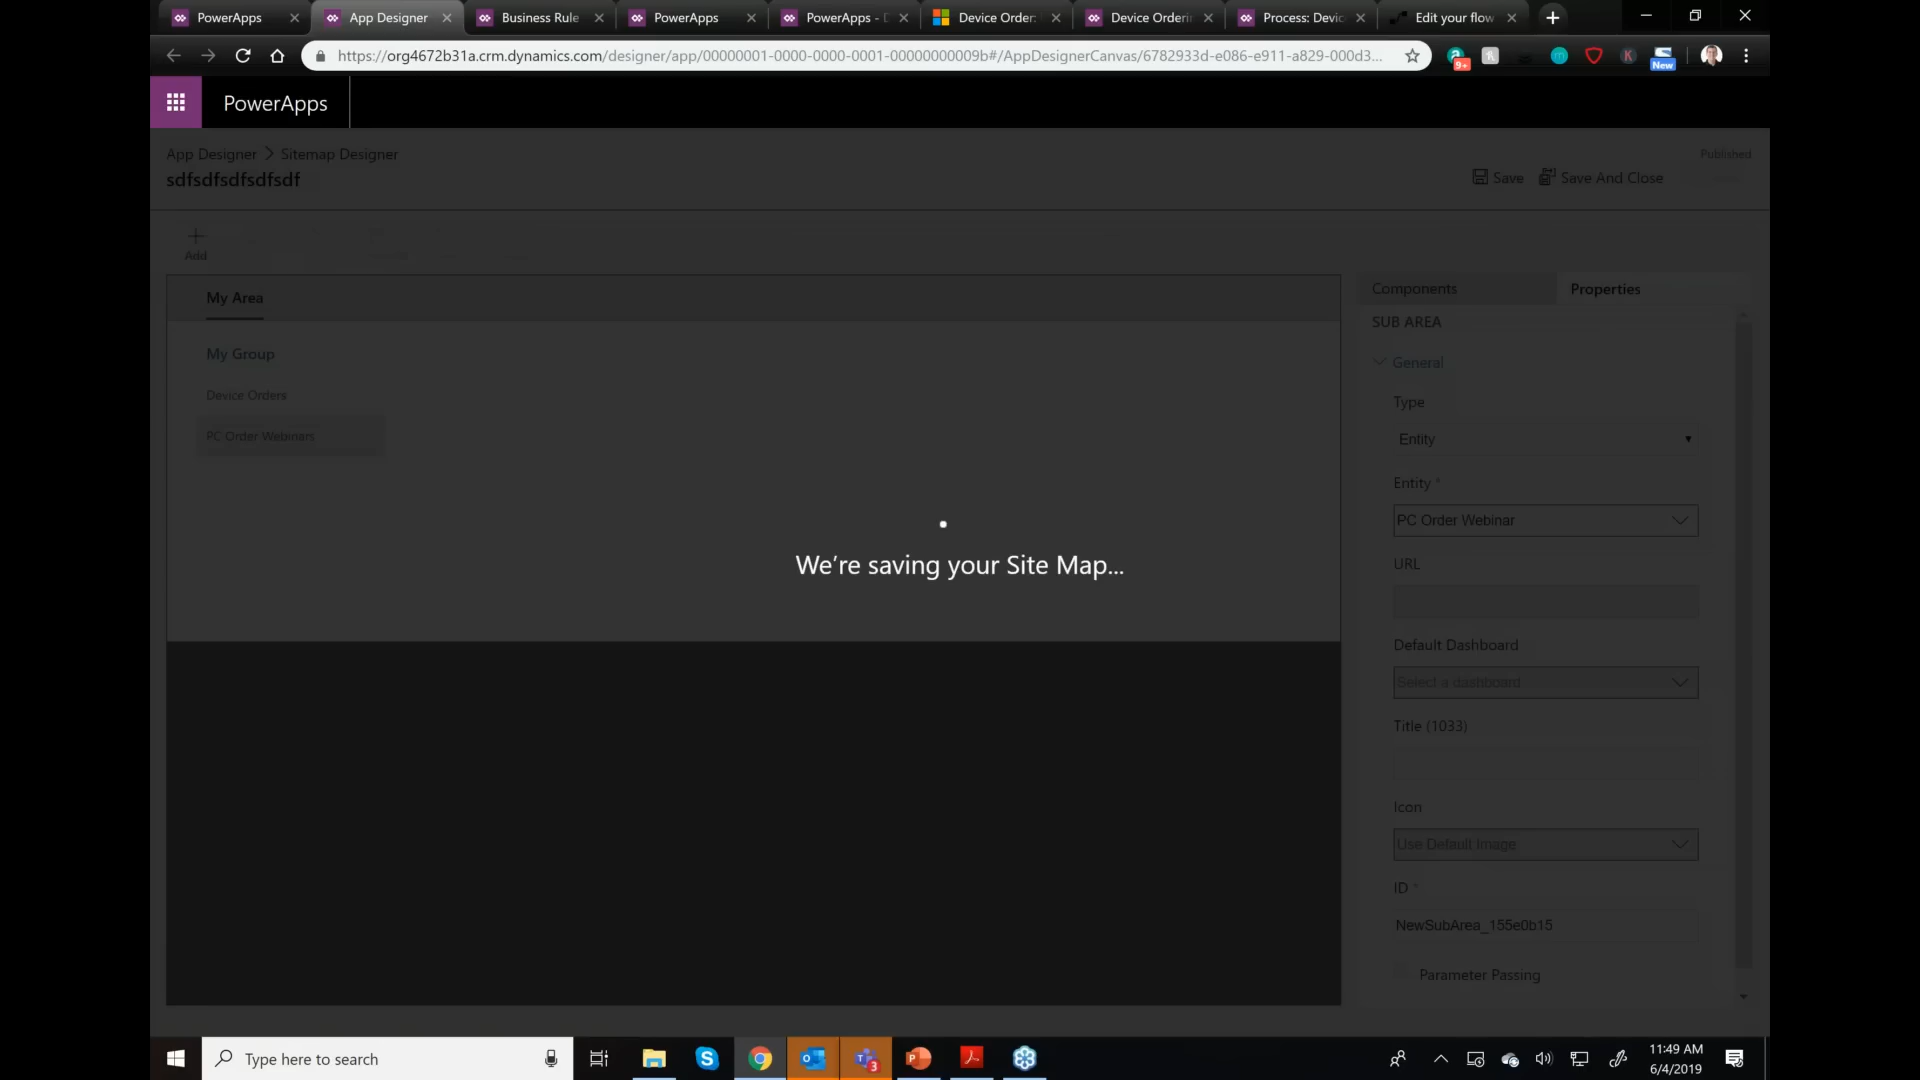 PowerApps
App Designer
Business Rule
PowerApps
PowerApps - D
Device Order:
Device Orderin
Process: Devic
Edit your flow
https://org4672b31a.crm.dynamics.com/designer/app/00000001-0000-0000-0001-00000000009b#/AppDesignerCanvas/6782933d-e086-e911-a829-000d3...
9+
K
New
PowerApps
App Designer > Sitemap Designer
Published
sdfsdfsdfsdfsdf
Save
Save And Close
Add
My Area
Components
Properties
SUB AREA
My Group
General
Device Orders
Type
PC Order Webinars
Entity
Entity *
PC Order Webinar
We're saving your Site Map...
URL
Default Dashboard
Select a dashboard
Title (1033)
Icon
Use Default Image
ID *
NewSubArea_155e0b15
Parameter Passing
Type here to search
3
11:49 AM
6/4/2019